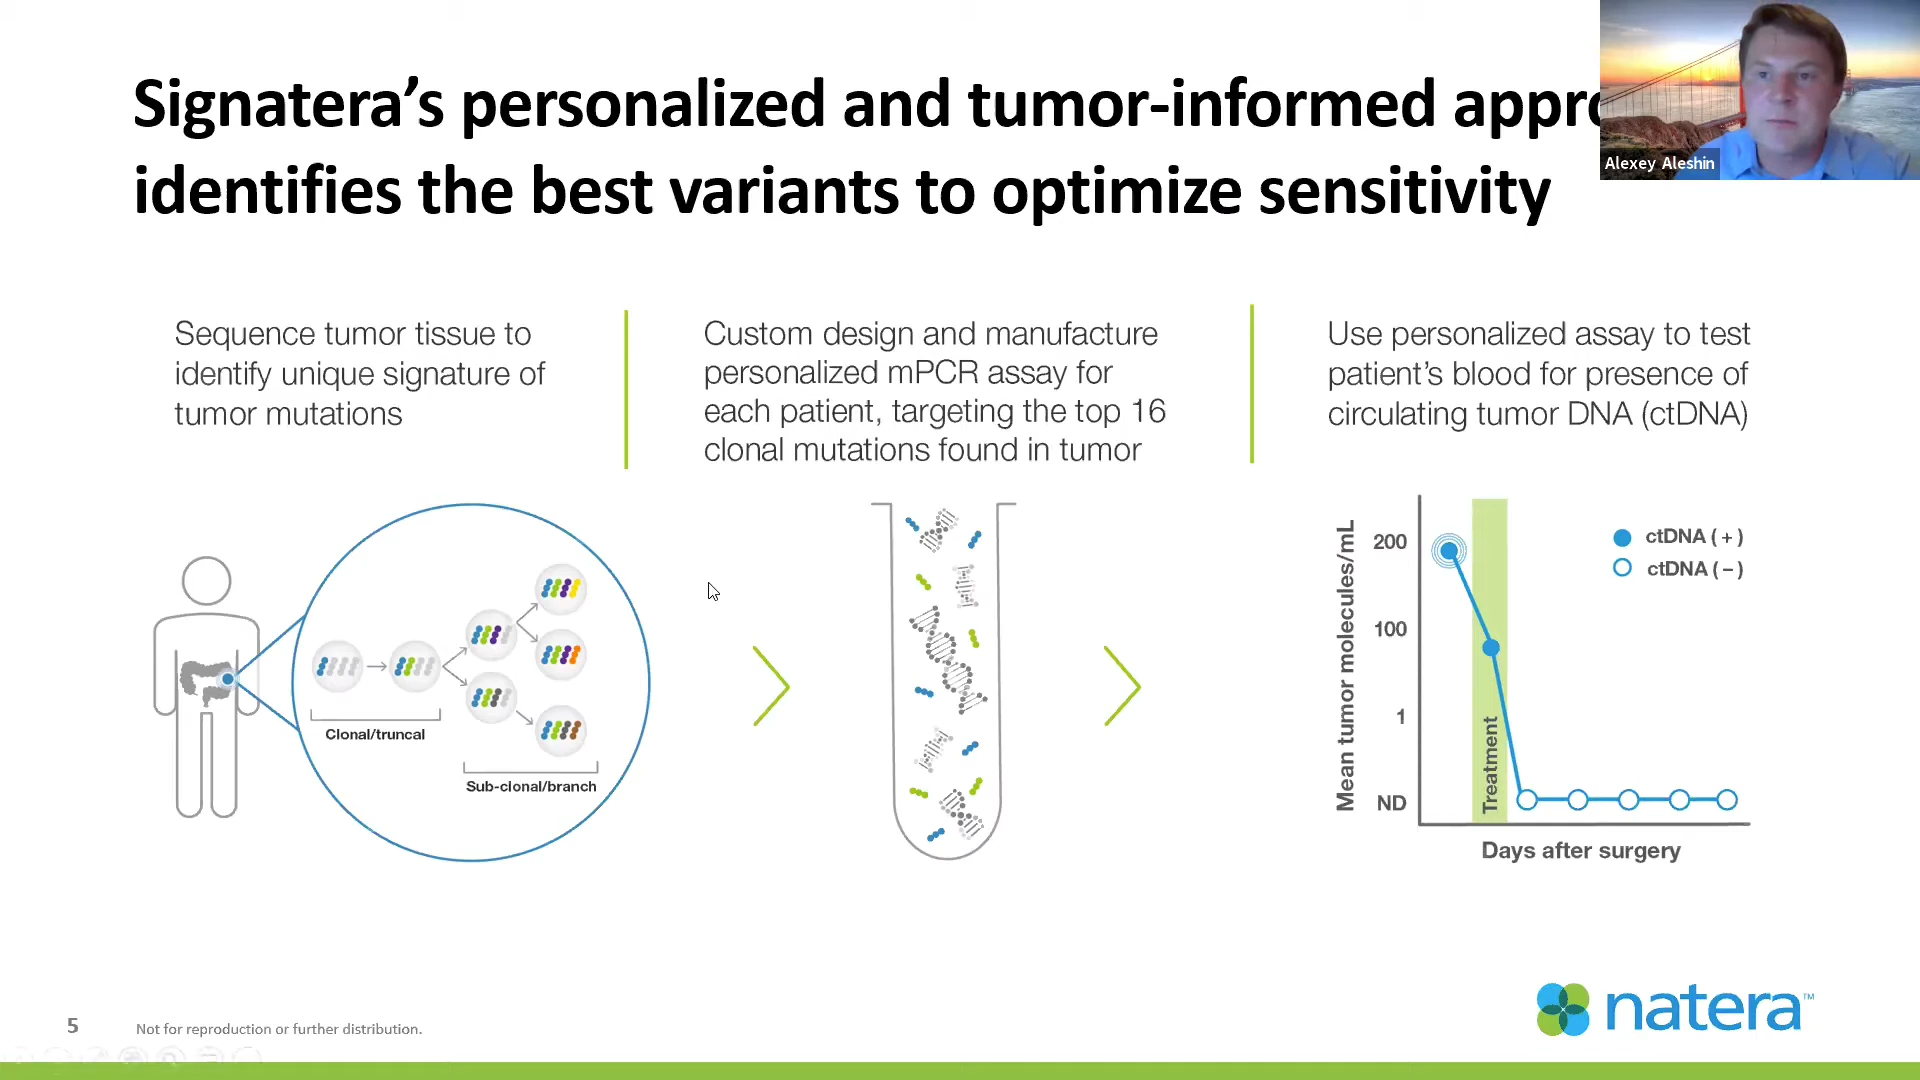 Signatera's personalized and tumor-informed
identifies the best variants to optimize sensitivity
Alexey Aleshin
Sequence tumor tissue to
identify unique signature of
tumor mutations
Custom design and manufacture
personalized mPCR assay for
each patient, targeting the top 16
clonal mutations found in tumor
Use personalized assay to test
patient's blood for presence of
circulating tumor DNA (ctDNA)
Clonal/truncal
Sub-clonal/branch
Mean tumor molecules/mL
200
100
1
ND
Treatment
ctDNA (+)
ctDNA (−)
Days after surgery
5
Not for reproduction or further distribution.
natera™